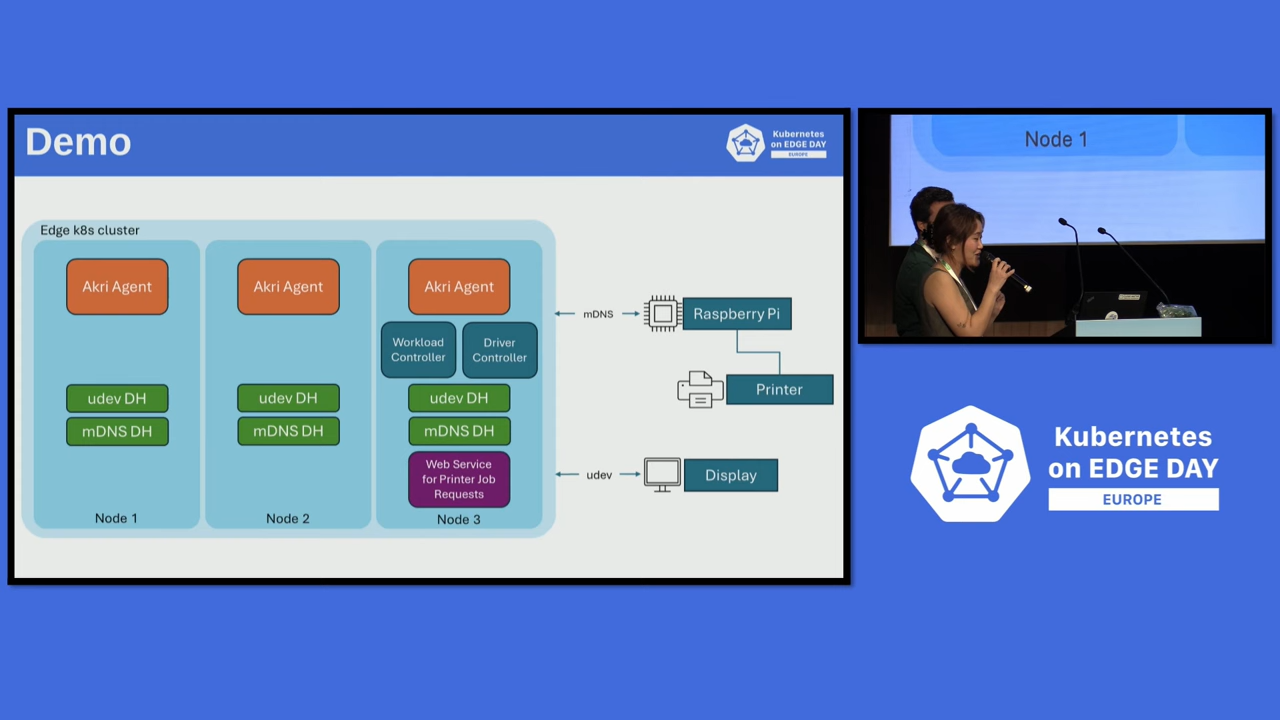 Demo
Kubernetes
on EDGE DAY
EUROPE
Edge k8s cluster
Akri Agent
Akri Agent
Akri Agent
Workload
Controller
Driver
Controller
udev DH
udev DH
udev DH
mDNS DH
mDNS DH
mDNS DH
Web Service
for Printer Job
Requests
Node 1
Node 2
Node 3
mDNS
Raspberry Pi
Printer
udev
Display
Node 1
Kubernetes
on EDGE DAY
EUROPE